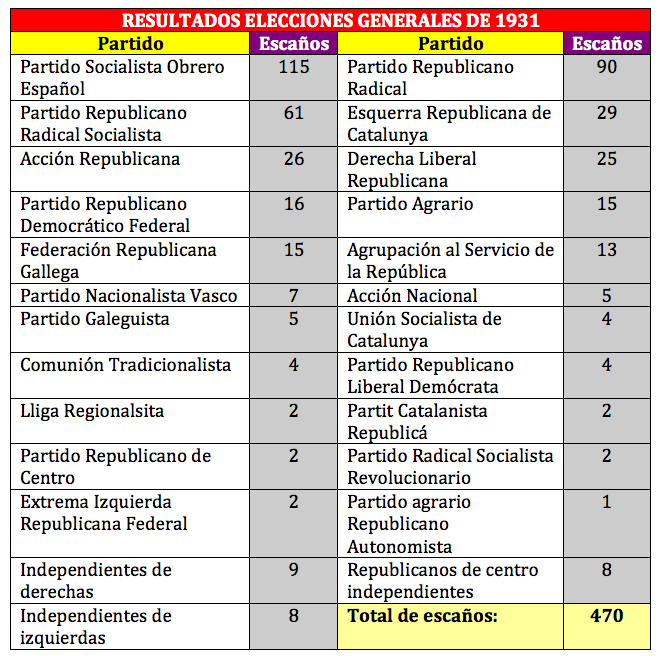 RESULTADOS ELECCIONES GENERALES DE 1931
Partido Escaños Partido Escaños
Partido Socialista Obrero Español 115 Partido Republicano Radical 90
Partido Republicano Radical Socialista 61 Esquerra Republicana de Catalunya 29
Acción Republicana 26 Derecha Liberal Republicana 25
Partido Republicano Democrático Federal 16 Partido Agrario 15
Federación Republicana Gallega 15 Agrupación al Servicio de la República 13
Partido Nacionalista Vasco 7 Acción Nacional 5
Partido Galeguista 5 Unión Socialista de Catalunya 4
Comunión Tradicionalista 4 Partido Republicano Liberal Demócrata 4
Lliga Regionalsita 2 Partit Catalanista Republicá 2
Partido Republicano de Centro 2 Partido Radical Socialista Revolucionario 2
Extrema Izquierda Republicana Federal 2 Partido agrario Republicano Autonomista 1
Independientes de derechas 9 Republicanos de centro independientes 8
Independientes de izquierdas 8 Total de escaños: 470